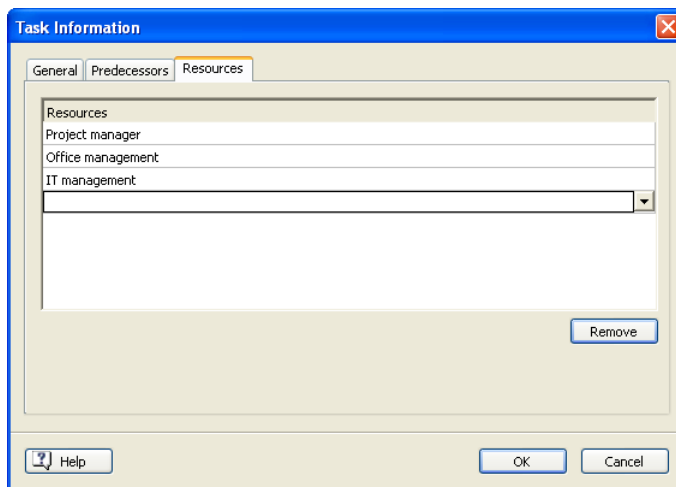 Task Information
General Predecessors Resources
Resources
Project manager
Office management
IT management
Remove
Help OK Cancel